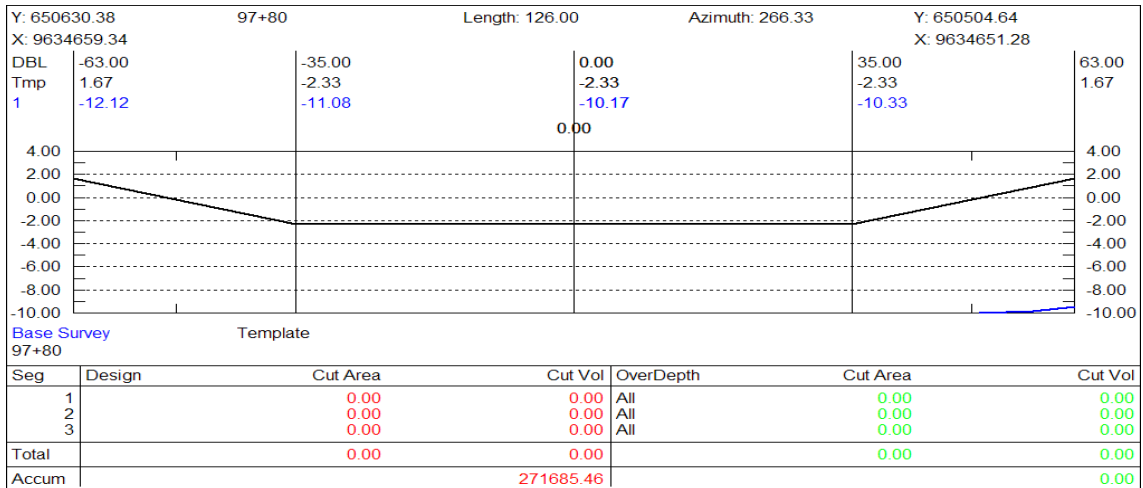 Y: 650630.38 97+80 Length: 126.00 Azimuth: 266.33 Y: 650504.64
X: 9634659.34 X: 9634651.28
DBL -63.00 -35.00 0.00 35.00 63.00
Tmp 1.67 -2.33 -2.33 -2.33 1.67
1 -12.12 -11.08 -10.17 -10.33
0.00
4.00 4.00
2.00 2.00
0.00 0.00
-2.00 -2.00
-4.00 -4.00
-6.00 -6.00
-8.00 -8.00
-10.00 -10.00
Base Survey Template
97+80
Seg Design Cut Area Cut Vol OverDepth Cut Area Cut Vol
1 0.00 0.00 All 0.00 0.00
2 0.00 0.00 All 0.00 0.00
3 0.00 0.00 All 0.00 0.00
Total 0.00 0.00 0.00 0.00
Accum 271685.46 0.00